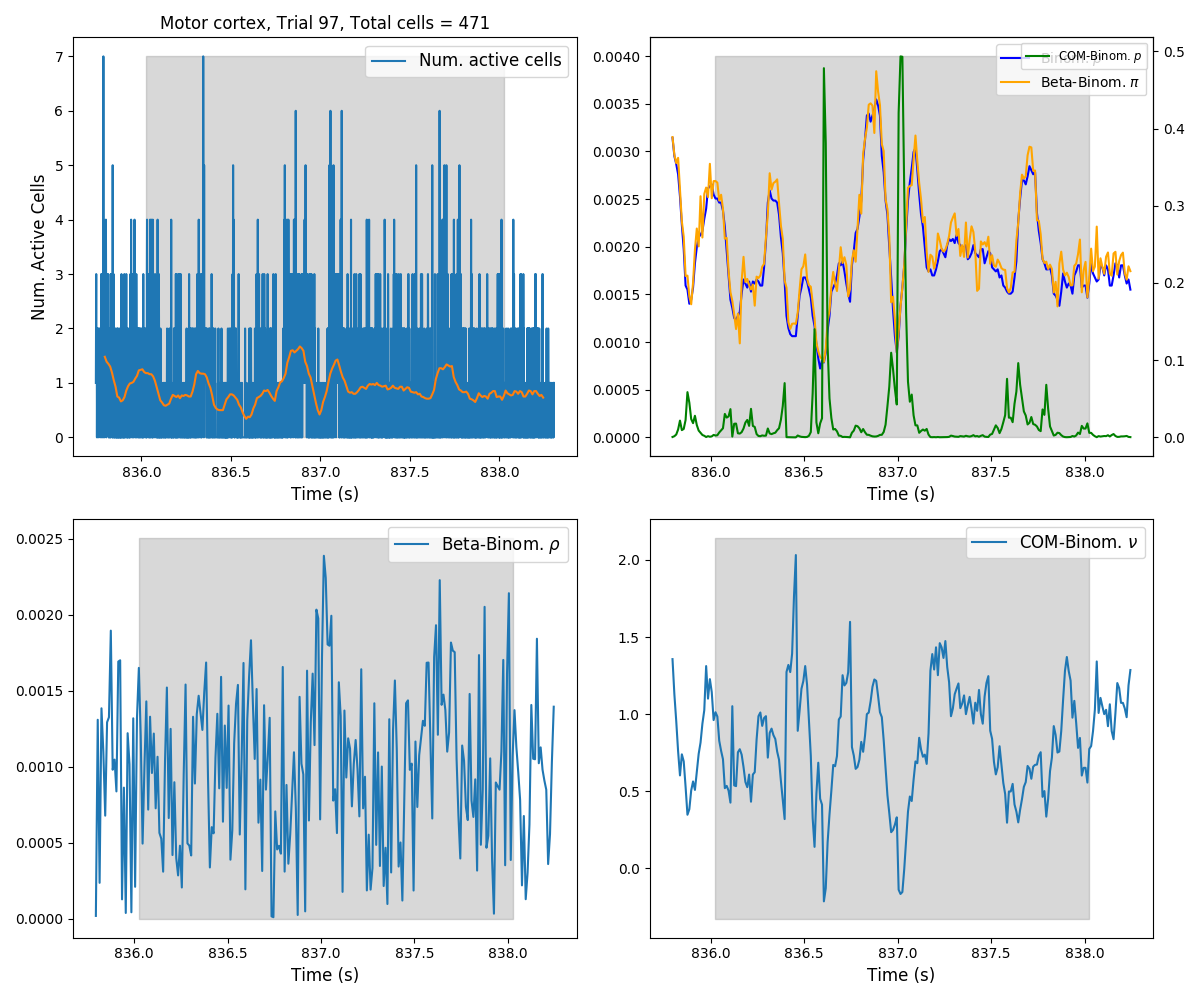 Motor cortex, Trial 97, Total cells = 471
Num. active cells
Num. Active Cells
7
6
5
4
3
2
1
0
836.0 836.5 837.0 837.5 838.0
Time (s)
COM-Binom. p
Binom. p
Beta-Binom. π
0.0040
0.0035
0.0030
0.0025
0.0020
0.0015
0.0010
0.0005
0.0000
0.5
0.4
0.3
0.2
0.1
0.0
836.0 836.5 837.0 837.5 838.0
Time (s)
Beta-Binom. ρ
0.0025
0.0020
0.0015
0.0010
0.0005
0.0000
836.0 836.5 837.0 837.5 838.0
Time (s)
COM-Binom. ν
2.0
1.5
1.0
0.5
0.0
836.0 836.5 837.0 837.5 838.0
Time (s)